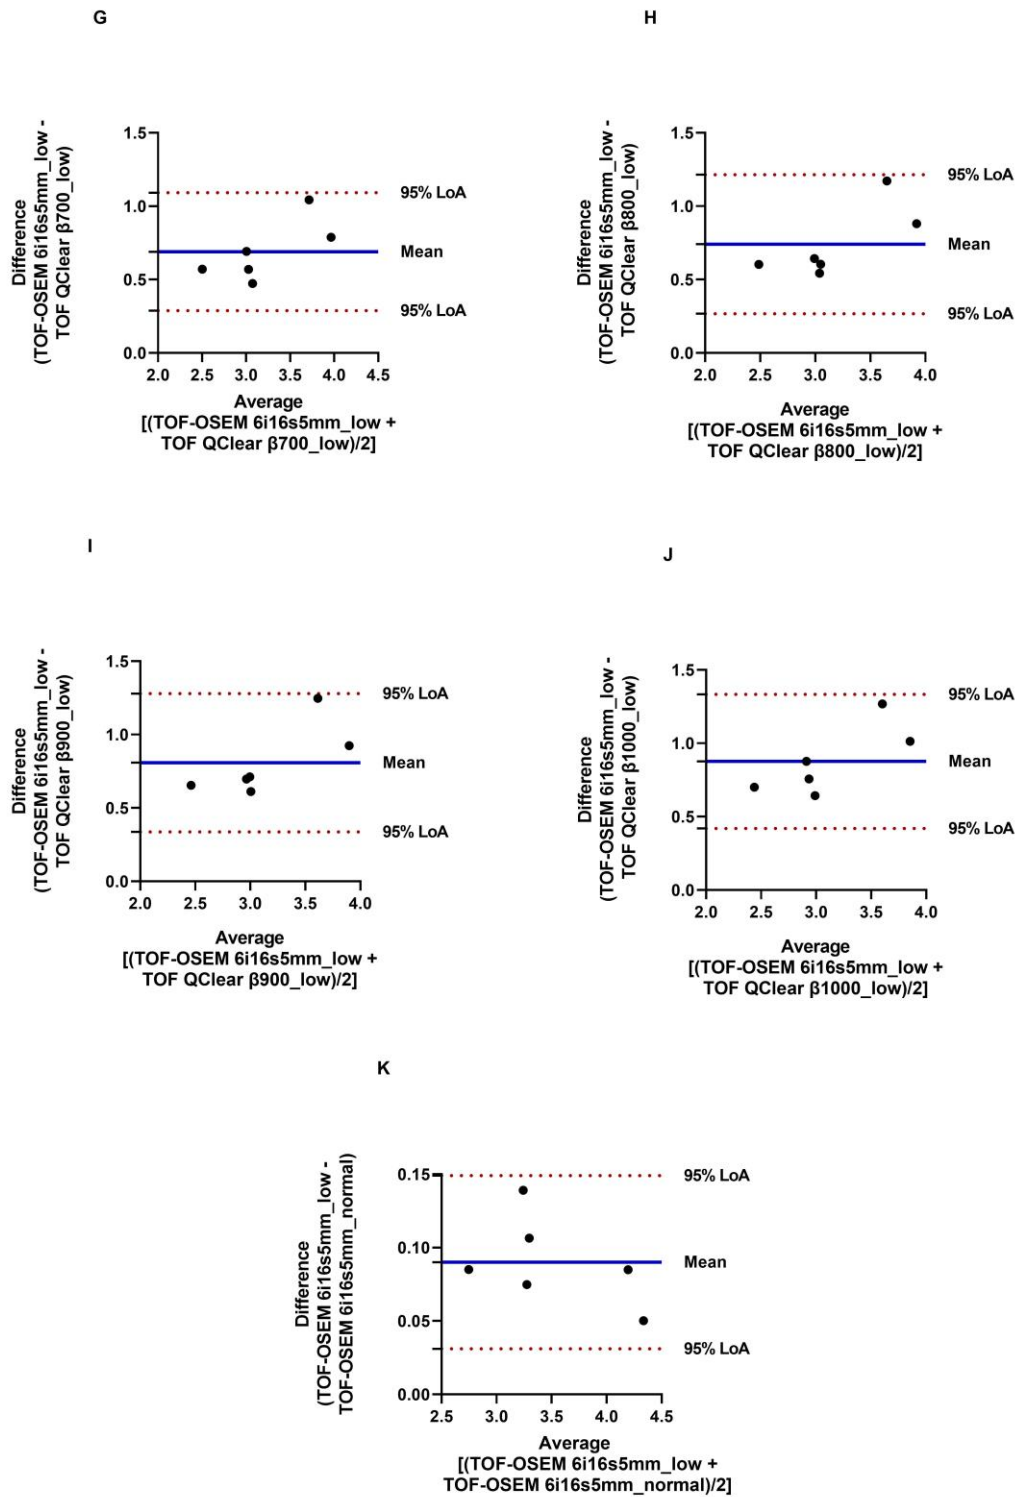 G
Difference
(TOF-OSEM 6i16s5mm_low -
TOF QClear β700_low)
1.5
1.0
0.5
0.0
2.0 2.5 3.0 3.5 4.0 4.5
95% LoA
Mean
95% LoA
Average
[(TOF-OSEM 6i16s5mm_low +
TOF QClear β700_low)/2]
H
Difference
(TOF-OSEM 6i16s5mm_low -
TOF QClear β800_low)
1.5
1.0
0.5
0.0
2.0 2.5 3.0 3.5 4.0
95% LoA
Mean
95% LoA
Average
[(TOF-OSEM 6i16s5mm_low +
TOF QClear β800_low)/2]
I
Difference
(TOF-OSEM 6i16s5mm_low -
TOF QClear β900_low)
1.5
1.0
0.5
0.0
2.0 2.5 3.0 3.5 4.0
95% LoA
Mean
95% LoA
Average
[(TOF-OSEM 6i16s5mm_low +
TOF QClear β900_low)/2]
J
Difference
(TOF-OSEM 6i16s5mm_low -
TOF QClear β1000_low)
1.5
1.0
0.5
0.0
2.0 2.5 3.0 3.5 4.0
95% LoA
Mean
95% LoA
Average
[(TOF-OSEM 6i16s5mm_low +
TOF QClear β1000_low)/2]
K
Difference
(TOF-OSEM 6i16s5mm_low -
TOF-OSEM 6i16s5mm_normal)
0.15
0.10
0.05
0.00
2.5 3.0 3.5 4.0 4.5
95% LoA
Mean
95% LoA
Average
[(TOF-OSEM 6i16s5mm_low +
TOF-OSEM 6i16s5mm_normal)/2]